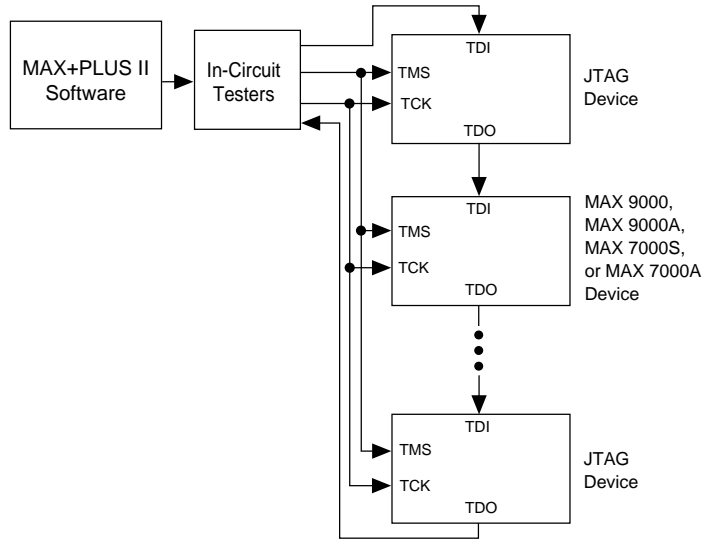 MAX+PLUS II
Software
In-Circuit
Testers
TDI
TMS
TCK
TDO
JTAG
Device
TDI
TMS
TCK
TDO
MAX 9000,
MAX 9000A,
MAX 7000S,
or MAX 7000A
Device
TDI
TMS
TCK
TDO
JTAG
Device